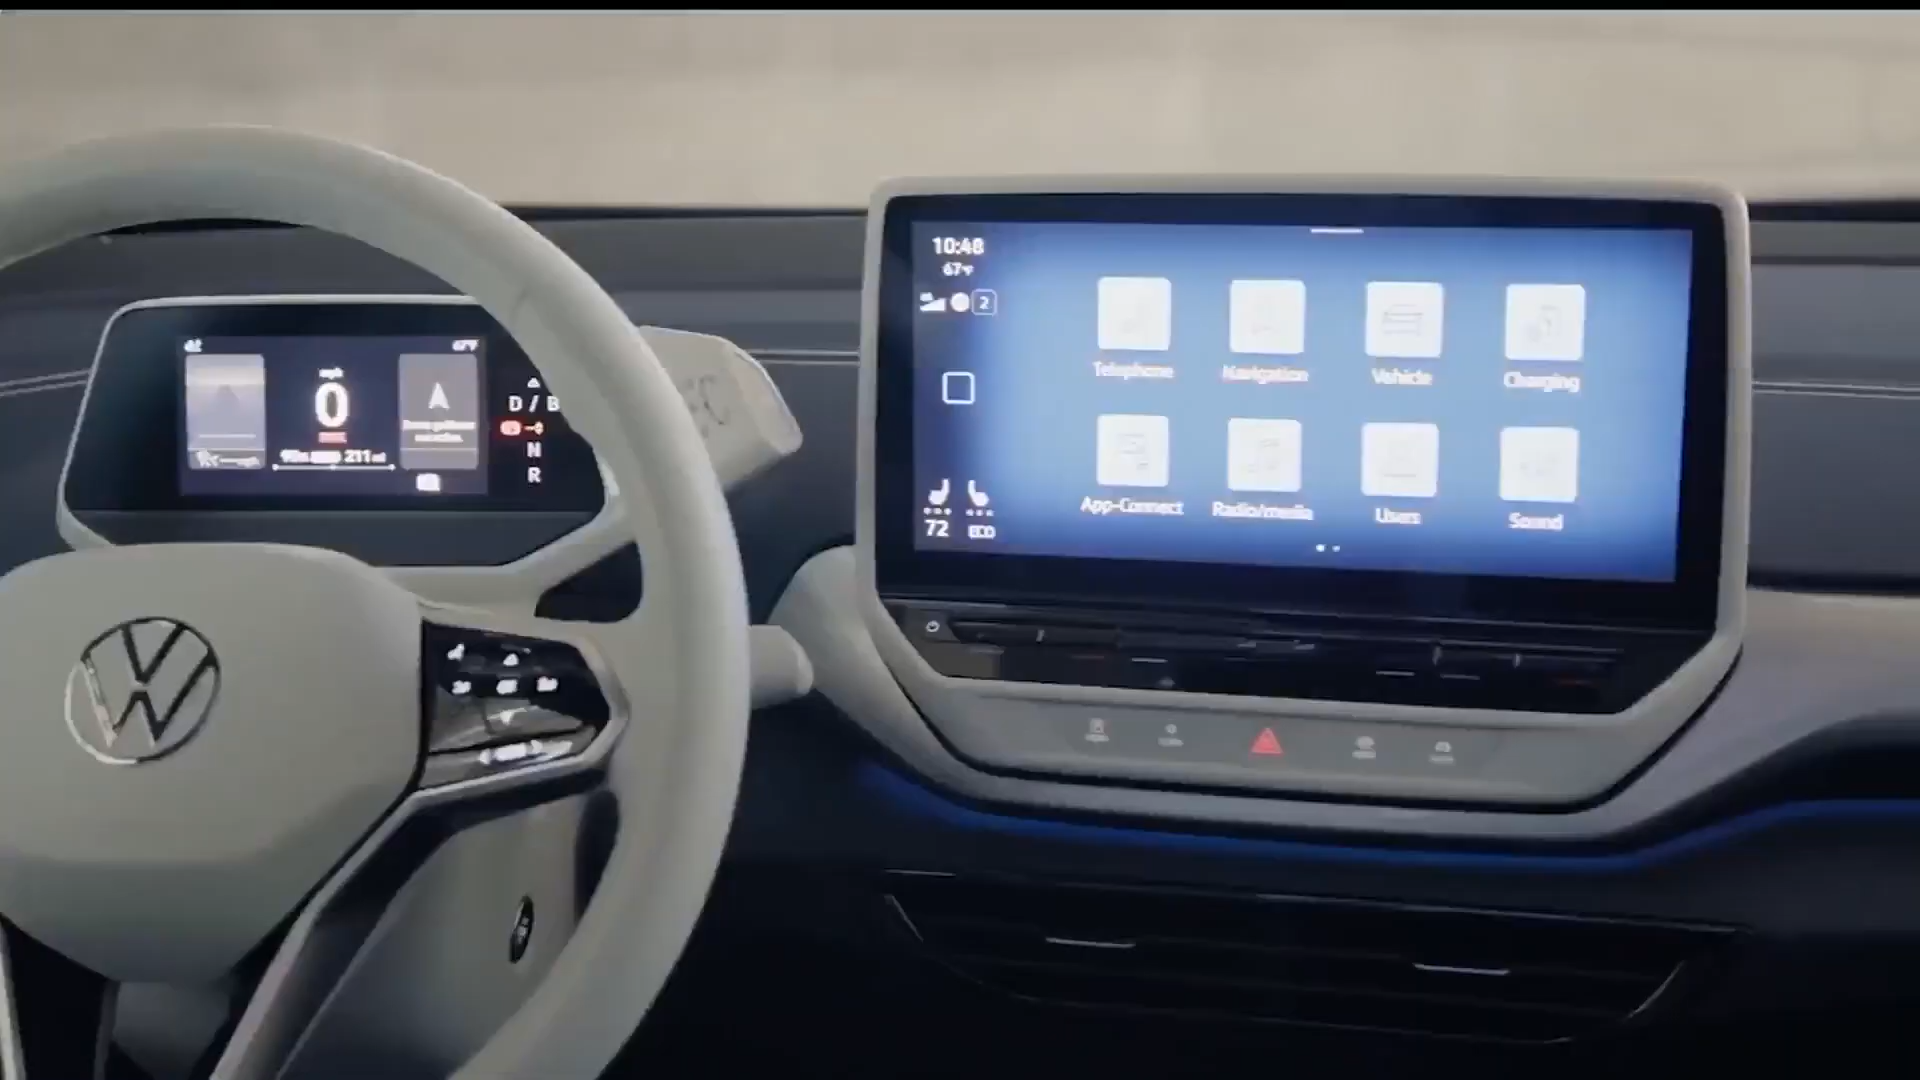 10:48
67°F
2
Telephone
Navigation
Vehicle
Charging
App-Connect
Radio/media
Users
Sound
72
ECO
67°F
mph
0
211 mi
D / B
N
R